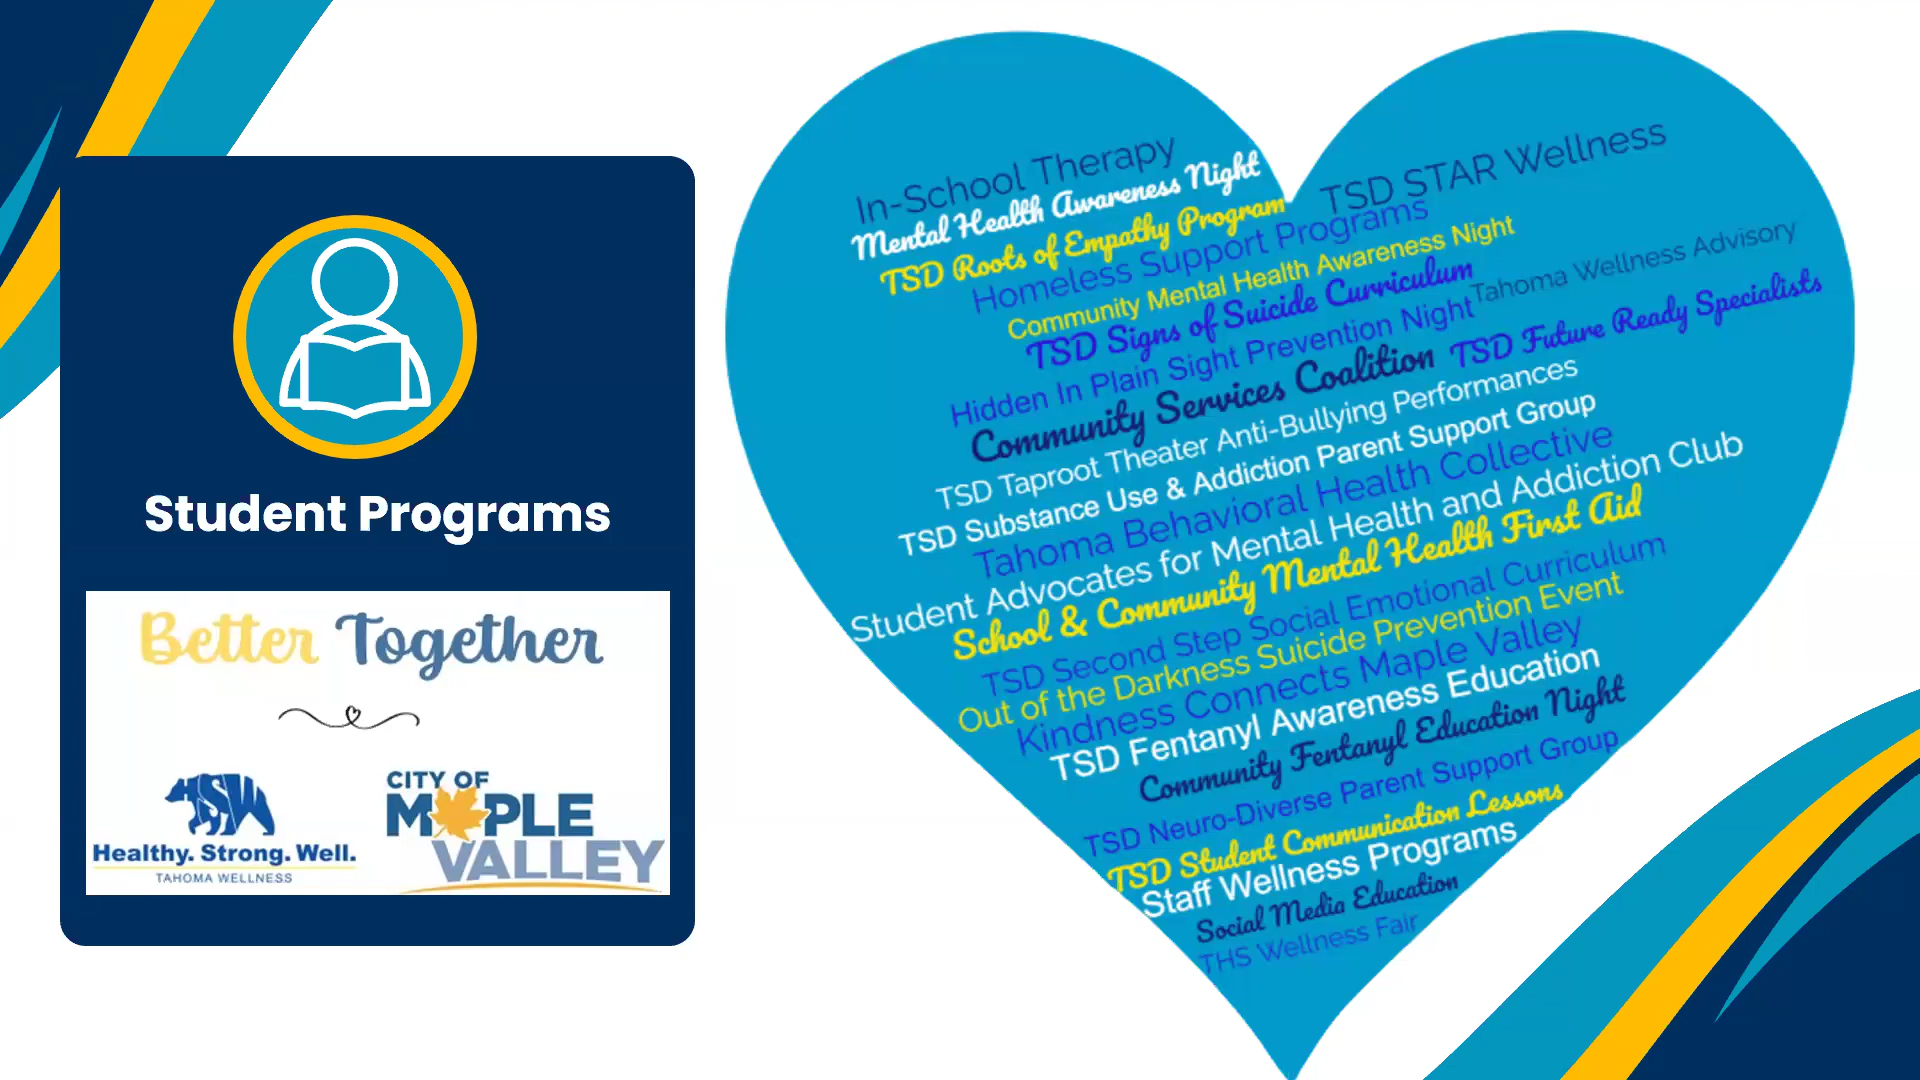 Student Programs
Better Together
HSW
Healthy. Strong. Well.
TAHOMA WELLNESS
CITY OF
MAPLE
VALLEY
In-School Therapy
TSD STAR Wellness
Mental Health Awareness Night
TSD Roots of Empathy Program
Homeless Support Programs
Community Mental Health Awareness Night
Tahoma Wellness Advisory
TSD Signs of Suicide Curriculum
Hidden In Plain Sight Prevention Night
TSD Future Ready Specialists
Community Services Coalition
TSD Taproot Theater Anti-Bullying Performances
TSD Substance Use & Addiction Parent Support Group
Tahoma Behavioral Health Collective
Student Advocates for Mental Health and Addiction Club
School & Community Mental Health First Aid
TSD Second Step Social Emotional Curriculum
Out of the Darkness Suicide Prevention Event
Kindness Connects Maple Valley
TSD Fentanyl Awareness Education
Community Fentanyl Education Night
TSD Neuro-Diverse Parent Support Group
TSD Student Communication Lessons
Staff Wellness Programs
Social Media Education
THS Wellness Fair